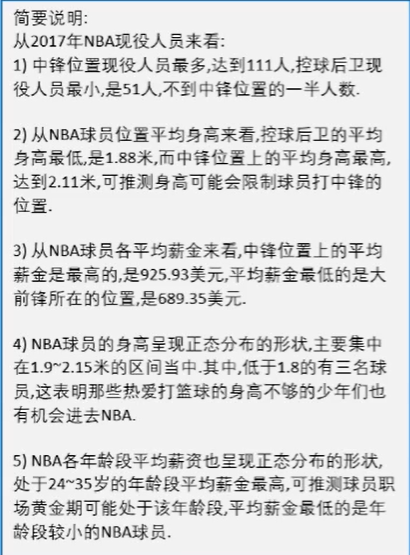 简要说明:
从2017年NBA现役人员来看:
1) 中锋位置现役人员最多,达到111人,控球后卫现
役人员最小,是51人,不到中锋位置的一半人数.
2) 从NBA球员位置平均身高来看,控球后卫的平均
身高最低,是1.88米,而中锋位置上的平均身高最高,
达到2.11米,可推测身高可能会限制球员打中锋的
位置.
3) 从NBA球员各平均薪金来看,中锋位置上的平均
薪金是最高的,是925.93美元,平均薪金最低的是大
前锋所在的位置,是689.35美元.
4) NBA球员的身高呈现正态分布的形状,主要集中
在1.9~2.15米的区间当中.其中,低于1.8的有三名球
员,这表明那些热爱打篮球的身高不够的少年们也
有机会进去NBA.
5) NBA各年龄段平均薪资也呈现正态分布的形状,
处于24~35岁的年龄段平均薪金最高,可推测球员职
场黄金期可能处于该年龄段,平均薪金最低的是年
龄段较小的NBA球员.